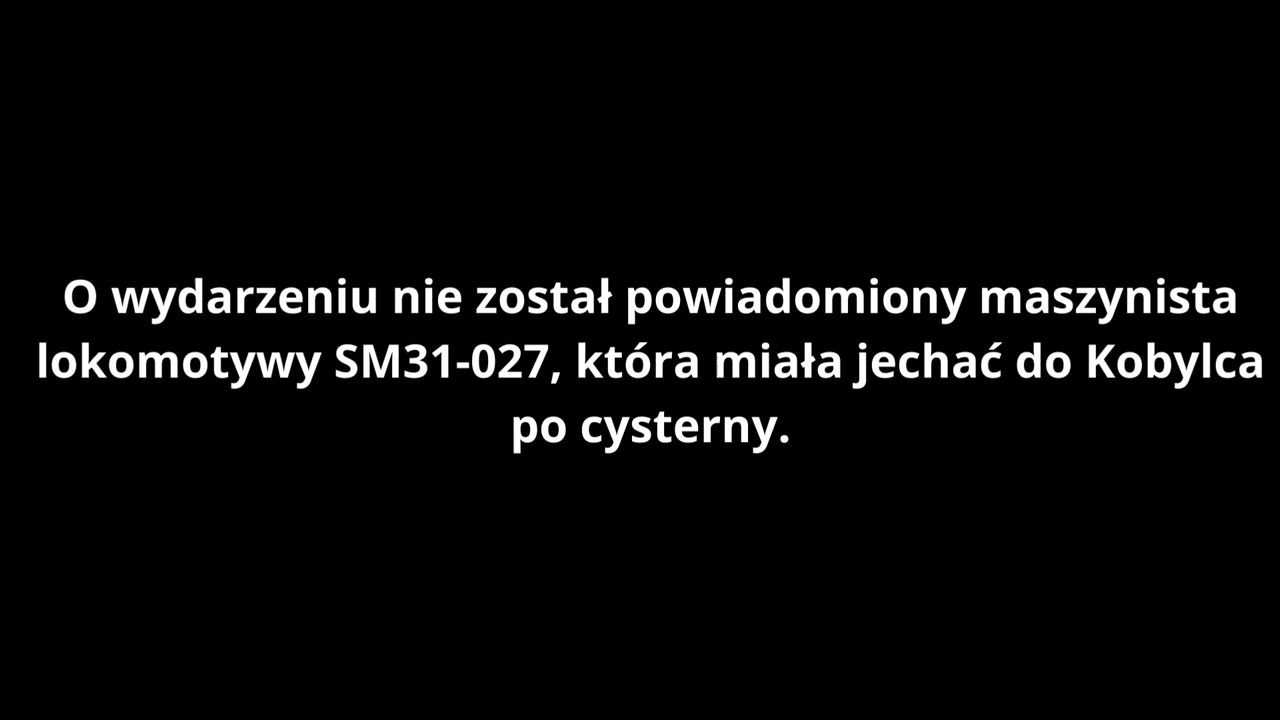 O wydarzeniu nie został powiadomiony maszynista
lokomotywy SM31-027, która miała jechać do Kobylca
po cysterny.